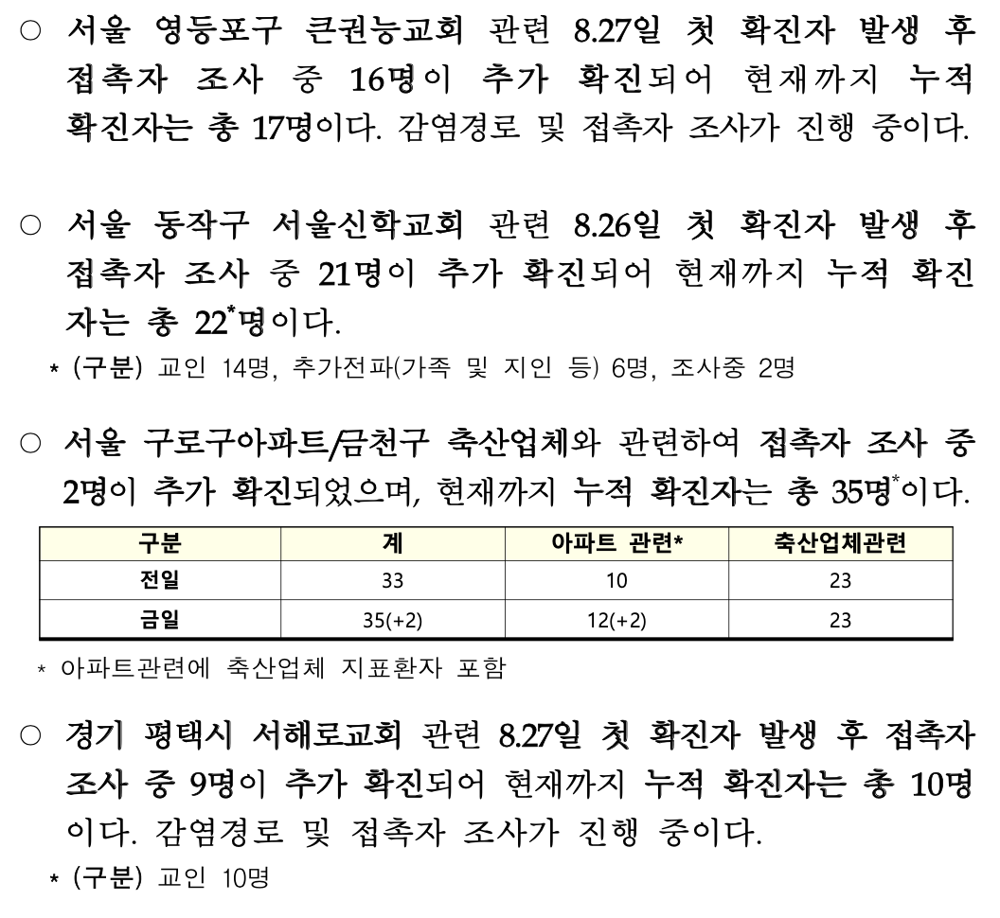 ○ 서울 영등포구 큰권능교회 관련 8.27일 첫 확진자 발생 후
접촉자 조사 중 16명이 추가 확진되어 현재까지 누적
확진자는 총 17명이다. 감염경로 및 접촉자 조사가 진행 중이다.
○ 서울 동작구 서울신학교회 관련 8.26일 첫 확진자 발생 후
접촉자 조사 중 21명이 추가 확진되어 현재까지 누적 확진
자는 총 22*명이다.
* (구분) 교인 14명, 추가전파(가족 및 지인 등) 6명, 조사중 2명
○ 서울 구로구아파트/금천구 축산업체와 관련하여 접촉자 조사 중
2명이 추가 확진되었으며, 현재까지 누적 확진자는 총 35명*이다.
구분 계 아파트 관련* 축산업체관련
전일 33 10 23
금일 35(+2) 12(+2) 23
* 아파트관련에 축산업체 지표환자 포함
○ 경기 평택시 서해로교회 관련 8.27일 첫 확진자 발생 후 접촉자
조사 중 9명이 추가 확진되어 현재까지 누적 확진자는 총 10명
이다. 감염경로 및 접촉자 조사가 진행 중이다.
* (구분) 교인 10명